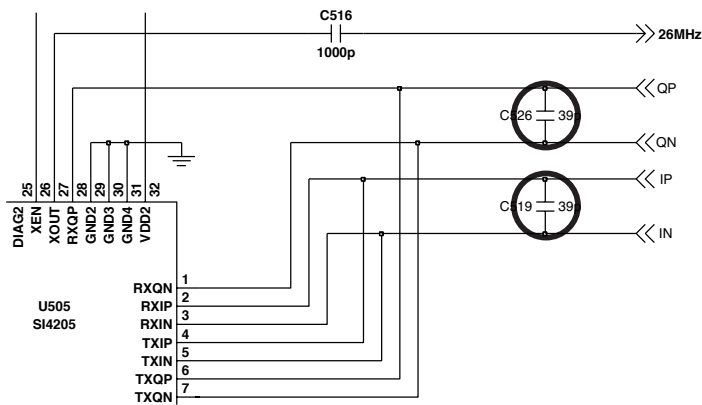 C516
1000p
26MHz
QP
C526 39p
QN
IP
C519 39p
IN
25 26 27 28 29 30 31 32
DIAG2 XEN XOUT RXQP GND2 GND3 GND4 VDD2
U505
SI4205
RXQN 1
RXIP 2
RXIN 3
TXIP 4
TXIN 5
TXQP 6
TXQN 7